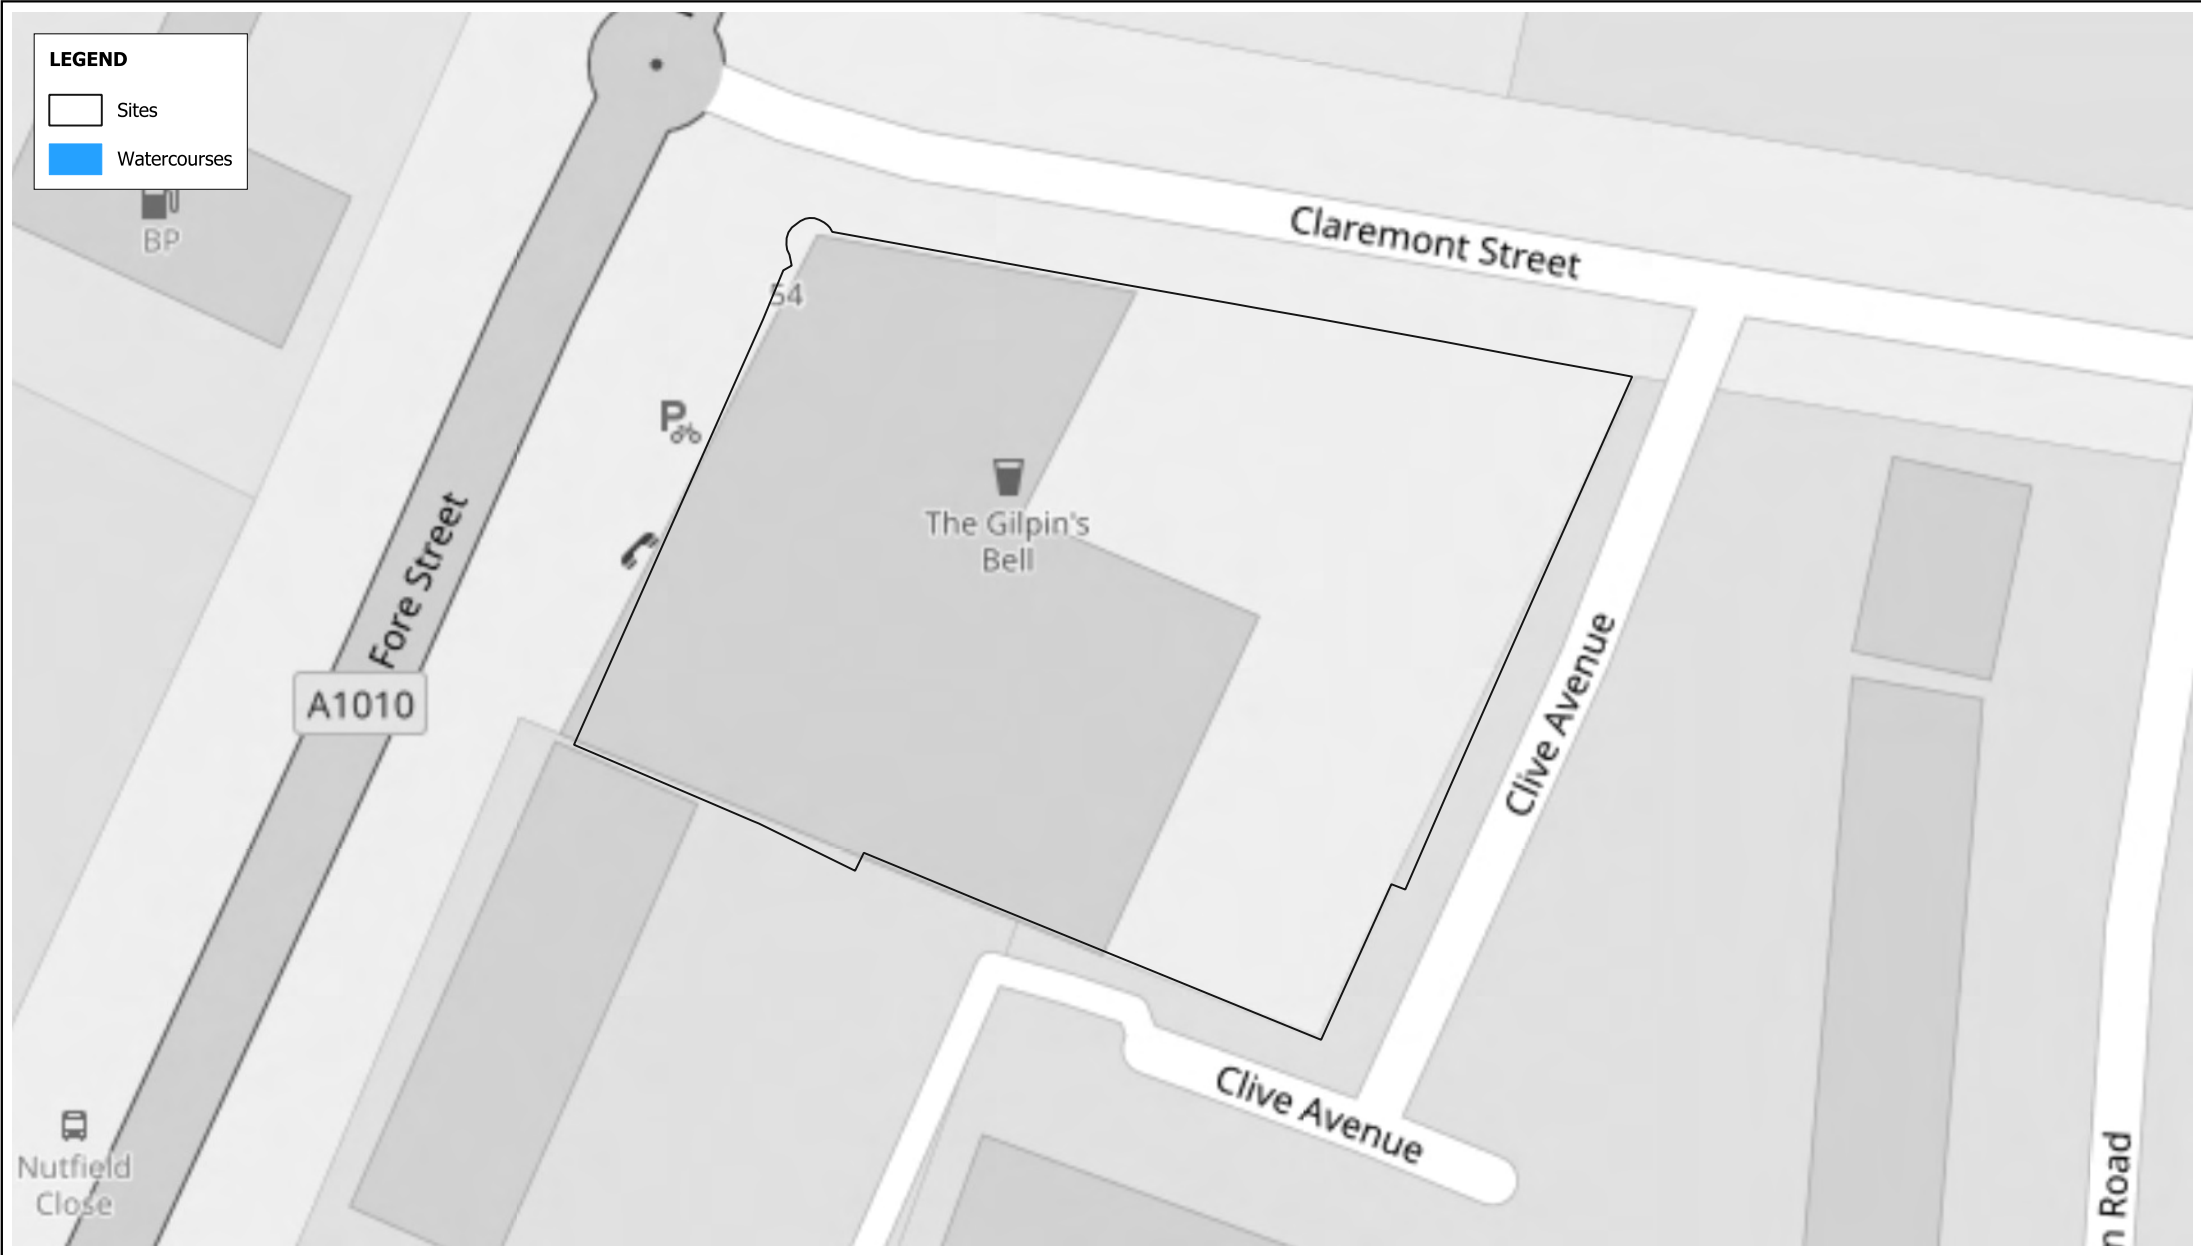 LEGEND
Sites
Watercourses
BP
Claremont Street
54
The Gilpin's
Bell
Fore Street
A1010
Clive Avenue
Clive Avenue
Nutfield
Close
n Road